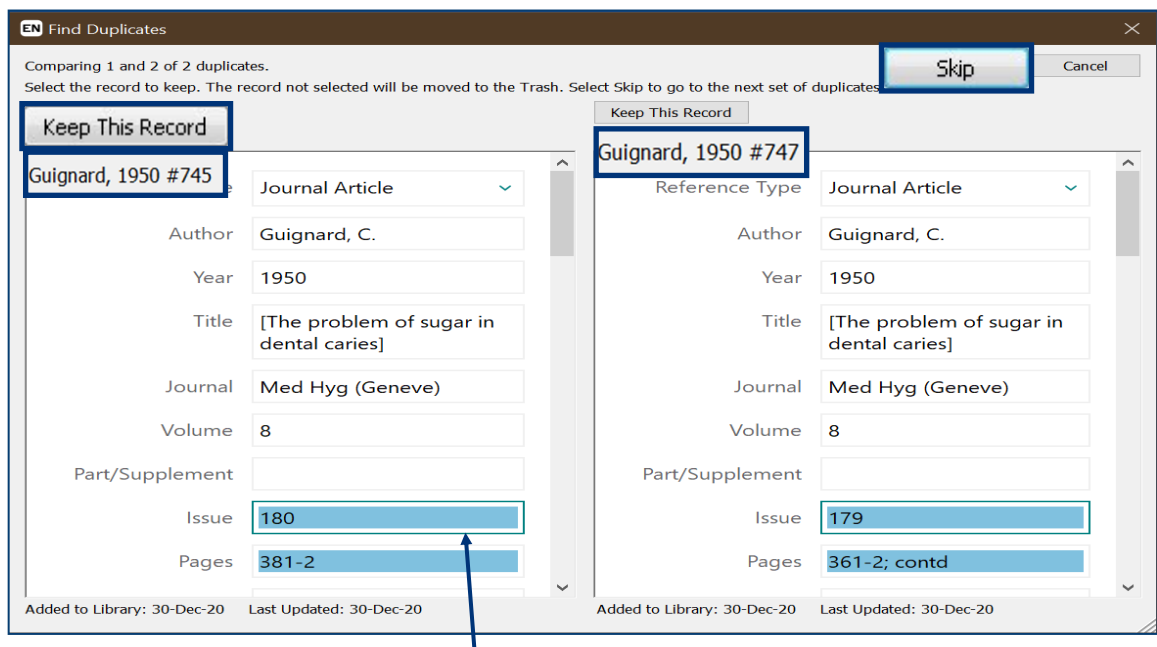 EN Find Duplicates
Comparing 1 and 2 of 2 duplicates.
Skip
Cancel
Select the record to keep. The record not selected will be moved to the Trash. Select Skip to go to the next set of duplicates
Keep This Record
Guignard, 1950 #745
e Journal Article
Author Guignard, C.
Year 1950
Title [The problem of sugar in
dental caries]
Journal Med Hyg (Geneve)
Volume 8
Part/Supplement
Issue 180
Pages 381-2
Added to Library: 30-Dec-20 Last Updated: 30-Dec-20
Keep This Record
Guignard, 1950 #747
Reference Type Journal Article
Author Guignard, C.
Year 1950
Title [The problem of sugar in
dental caries]
Journal Med Hyg (Geneve)
Volume 8
Part/Supplement
Issue 179
Pages 361-2; contd
Added to Library: 30-Dec-20 Last Updated: 30-Dec-20